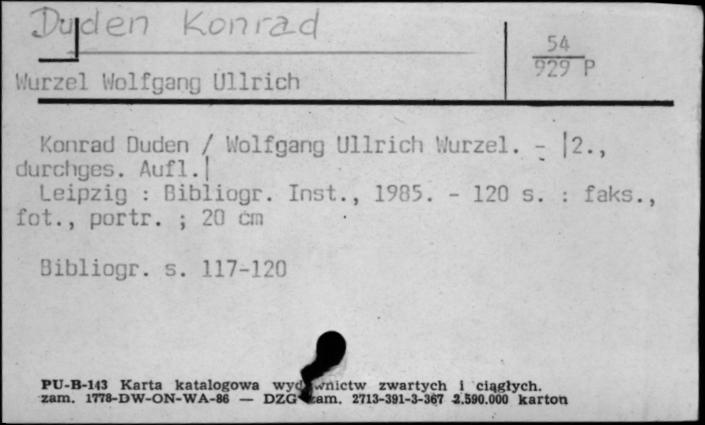 Duden Konrad
54
929 P
Wurzel Wolfgang Ullrich
Konrad Duden / Wolfgang Ullrich Wurzel. - |2.,
durchges. Aufl.|
Leipzig : Bibliogr. Inst., 1985. - 120 s. : faks.,
fot., portr. ; 20 cm
Bibliogr. s. 117-120
PU-B-143 Karta katalogowa wydawnictw zwartych i ciągłych.
zam. 1778-DW-ON-WA-86 — DZG zam. 2713-391-3-367 2.590.000 karton